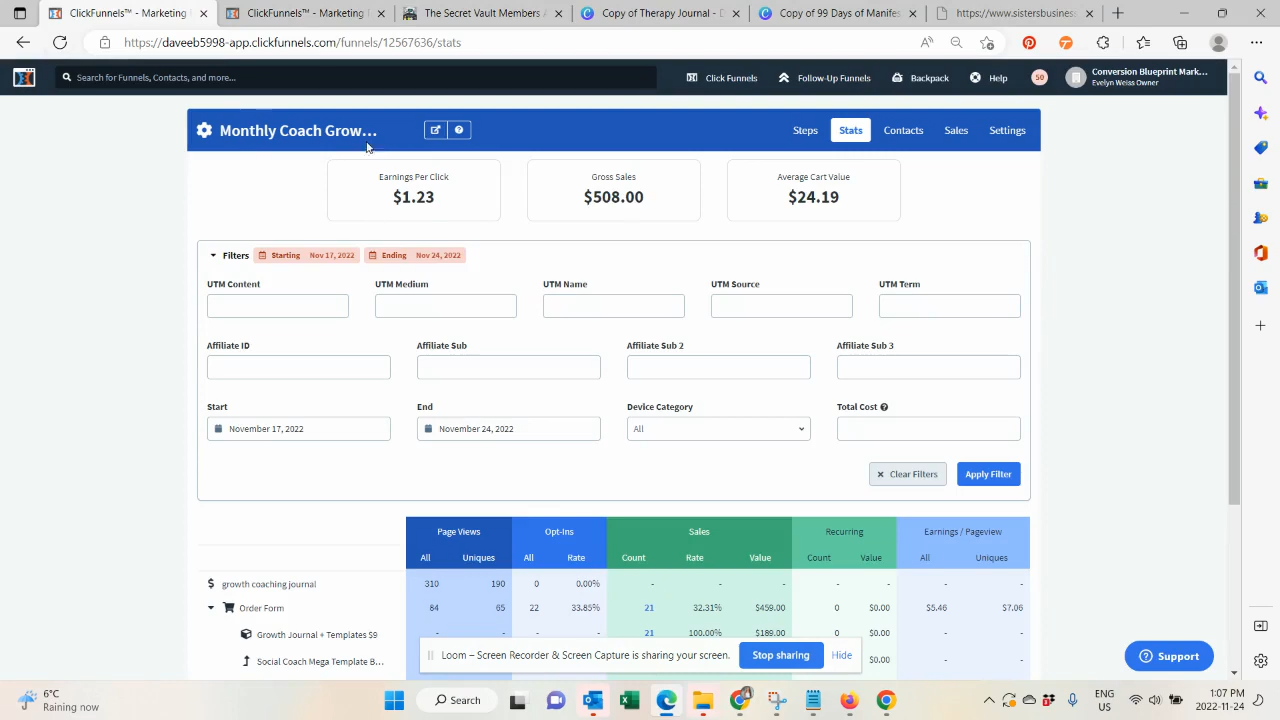 ClickFunnels™ - Marketing F
ClickFunnels™ - Marketing F
The Secret Vault Members A
Copy of Therapy Journal - D
Copy of 99 Days of Manifes
https://www.sistersbusiness
https://daveeb5998-app.clickfunnels.com/funnels/12567636/stats
Search for Funnels, Contacts, and more...
Click Funnels
Follow-Up Funnels
Backpack
Help
50
Conversion Blueprint Mark...
Evelyn Weiss Owner
Monthly Coach Grow...
Steps
Stats
Contacts
Sales
Settings
Earnings Per Click
$1.23
Gross Sales
$508.00
Average Cart Value
$24.19
Filters Starting Nov 17, 2022 Ending Nov 24, 2022
UTM Content UTM Medium UTM Name UTM Source UTM Term
Affiliate ID Affiliate Sub Affiliate Sub 2 Affiliate Sub 3
Start End Device Category Total Cost
November 17, 2022 November 24, 2022 All
Clear Filters Apply Filter
Page Views Opt-Ins Sales Recurring Earnings / Pageview
All Uniques All Rate Count Rate Value Count Value All Uniques
growth coaching journal 310 190 0 0.00% - - - - - - -
Order Form 84 65 22 33.85% 21 32.31% $459.00 0 $0.00 $5.46 $7.06
Growth Journal + Templates $9 - - 21 100.00% $189.00 0 $0.00 - -
Social Coach Mega Template B... $0.00
Loom – Screen Recorder & Screen Capture is sharing your screen. Stop sharing Hide
Support
6°C
Raining now
Search
ENG
US
1:07 PM
2022-11-24